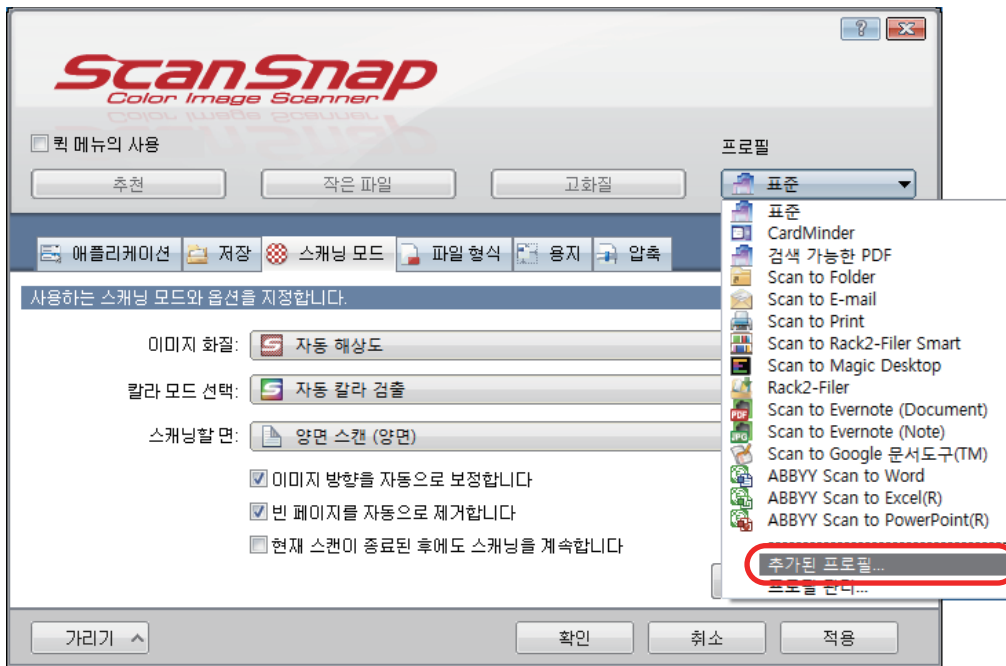 ScanSnap
Color Image Scanner
퀵 메뉴의 사용
프로필
추천
작은 파일
고화질
표준
애플리케이션
저장
스캐닝 모드
파일 형식
용지
압축
사용하는 스캐닝 모드와 옵션을 지정합니다.
이미지 화질:
자동 해상도
칼라 모드 선택:
자동 칼라 검출
스캐닝할 면:
양면 스캔 (양면)
이미지 방향을 자동으로 보정합니다
빈 페이지를 자동으로 제거합니다
현재 스캔이 종료된 후에도 스캐닝을 계속합니다
표준
CardMinder
검색 가능한 PDF
Scan to Folder
Scan to E-mail
Scan to Print
Scan to Rack2-Filer Smart
Scan to Magic Desktop
Rack2-Filer
Scan to Evernote (Document)
Scan to Evernote (Note)
Scan to Google 문서도구(TM)
ABBYY Scan to Word
ABBYY Scan to Excel(R)
ABBYY Scan to PowerPoint(R)
추가된 프로필...
프로필 관리...
가리기
확인
취소
적용